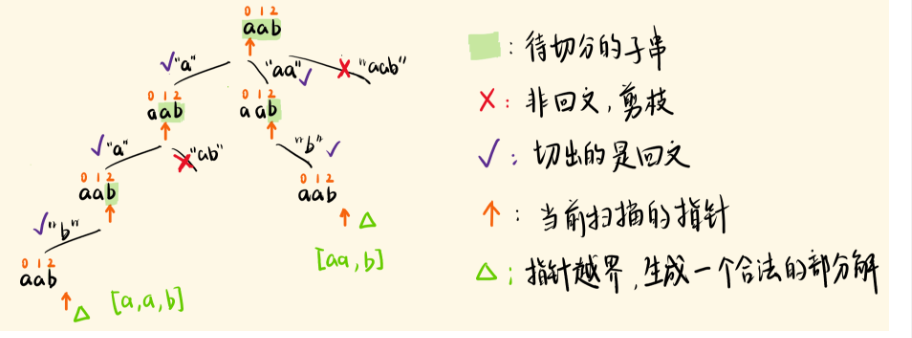 0 1 2
aab
√"a"
"aa"√
×"aab"
0 1 2
aab
0 1 2
aab
√"a"
×"ab"
"b"√
0 1 2
aab
0 1 2
aab
√"b"
[aa,b]
0 1 2
aab
[a,a,b]
：待切分的子串
×：非回文,剪枝
√：切出的是回文
↑：当前扫描的指针
△：指针越界,生成一个合法的部分解